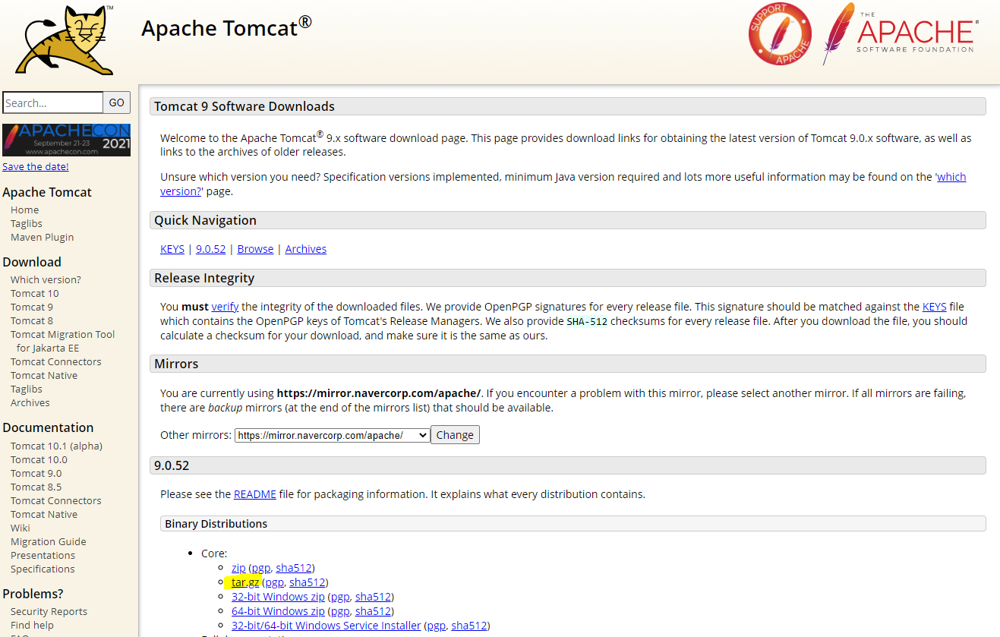 TM
Apache Tomcat®
SUPPORT
APACHE
THE
APACHE®
SOFTWARE FOUNDATION
Search...
GO
APACHECON
September 21-23 2021
www.apachecon.com
Save the date!
Apache Tomcat
Home
Taglibs
Maven Plugin
Download
Which version?
Tomcat 10
Tomcat 9
Tomcat 8
Tomcat Migration Tool
for Jakarta EE
Tomcat Connectors
Tomcat Native
Taglibs
Archives
Documentation
Tomcat 10.1 (alpha)
Tomcat 10.0
Tomcat 9.0
Tomcat 8.5
Tomcat Connectors
Tomcat Native
Wiki
Migration Guide
Presentations
Specifications
Problems?
Security Reports
Find help
Tomcat 9 Software Downloads
Welcome to the Apache Tomcat® 9.x software download page. This page provides download links for obtaining the latest version of Tomcat 9.0.x software, as well as
links to the archives of older releases.
Unsure which version you need? Specification versions implemented, minimum Java version required and lots more useful information may be found on the 'which
version?' page.
Quick Navigation
KEYS | 9.0.52 | Browse | Archives
Release Integrity
You must verify the integrity of the downloaded files. We provide OpenPGP signatures for every release file. This signature should be matched against the KEYS file
which contains the OpenPGP keys of Tomcat's Release Managers. We also provide SHA-512 checksums for every release file. After you download the file, you should
calculate a checksum for your download, and make sure it is the same as ours.
Mirrors
You are currently using https://mirror.navercorp.com/apache/. If you encounter a problem with this mirror, please select another mirror. If all mirrors are failing,
there are backup mirrors (at the end of the mirrors list) that should be available.
Other mirrors: https://mirror.navercorp.com/apache/ Change
9.0.52
Please see the README file for packaging information. It explains what every distribution contains.
Binary Distributions
Core:
zip (pgp, sha512)
tar.gz (pgp, sha512)
32-bit Windows zip (pgp, sha512)
64-bit Windows zip (pgp, sha512)
32-bit/64-bit Windows Service Installer (pgp, sha512)